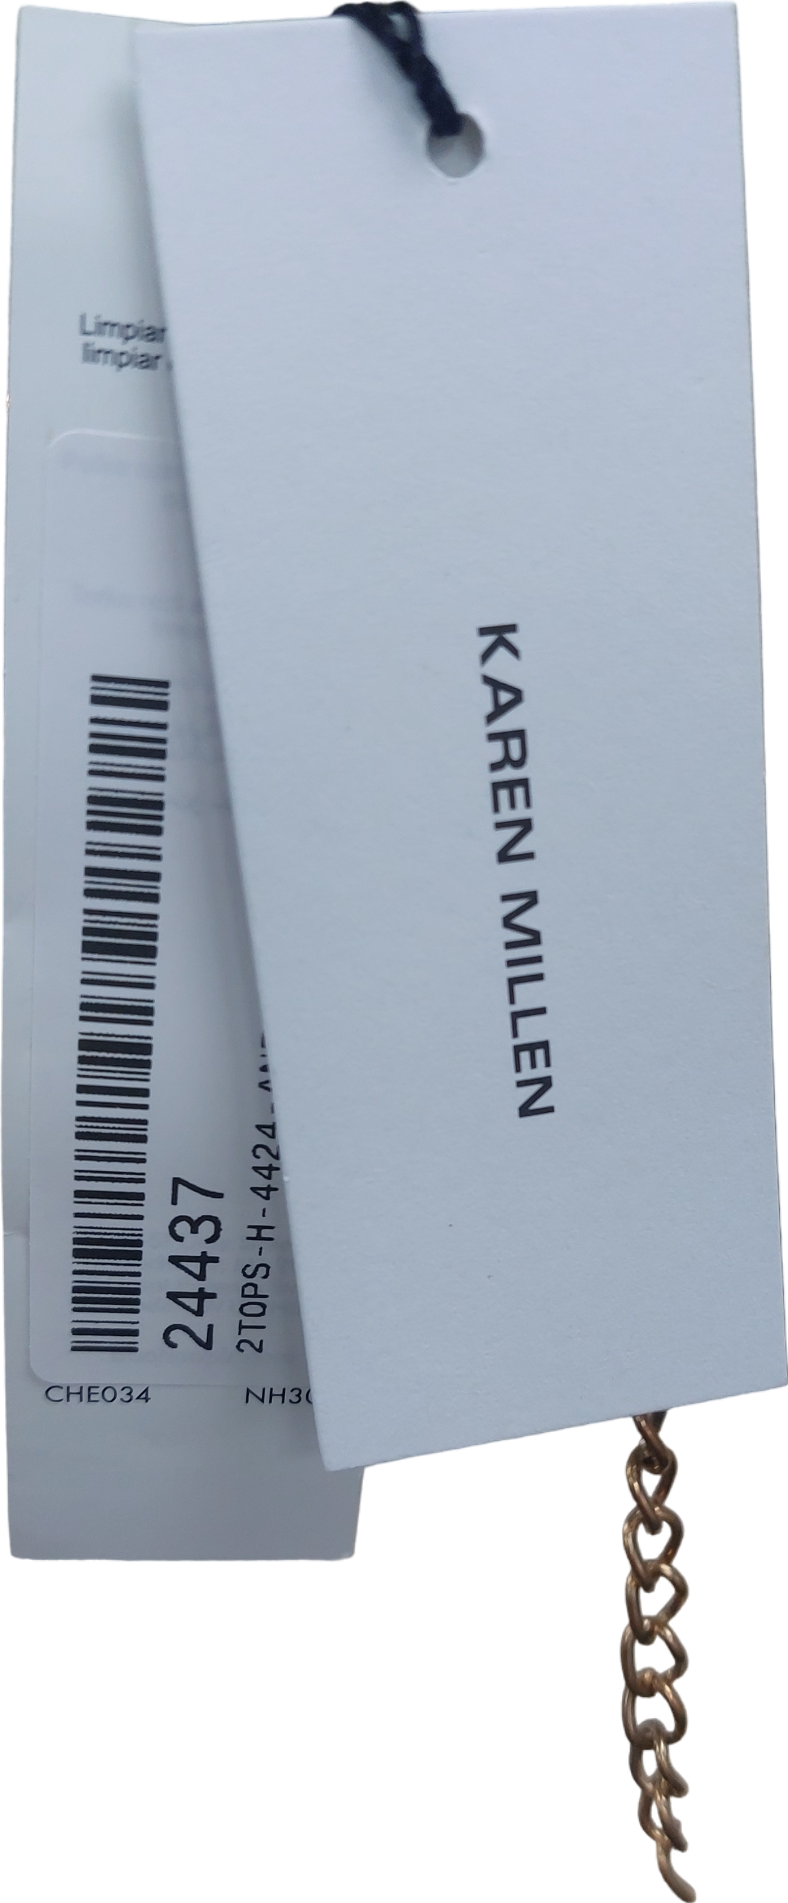 KAREN MILLEN
Limpiar
limpiar
24437
2TOPS-H-4424-
CHE034